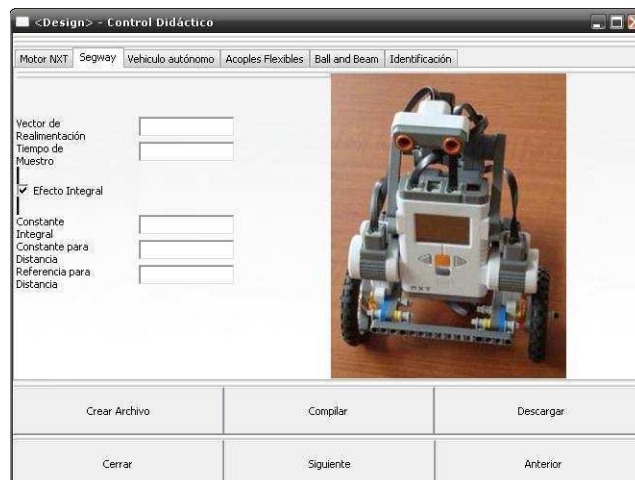 <Design> - Control Didáctico
Motor NXT Segway Vehiculo autónomo Acoples Flexibles Ball and Beam Identificación
Vector de
Realimentación
Tiempo de
Muestro
Efecto Integral
Constante
Integral
Constante para
Distancia
Referencia para
Distancia
NXT
Crear Archivo Compilar Descargar
Cerrar Siguiente Anterior